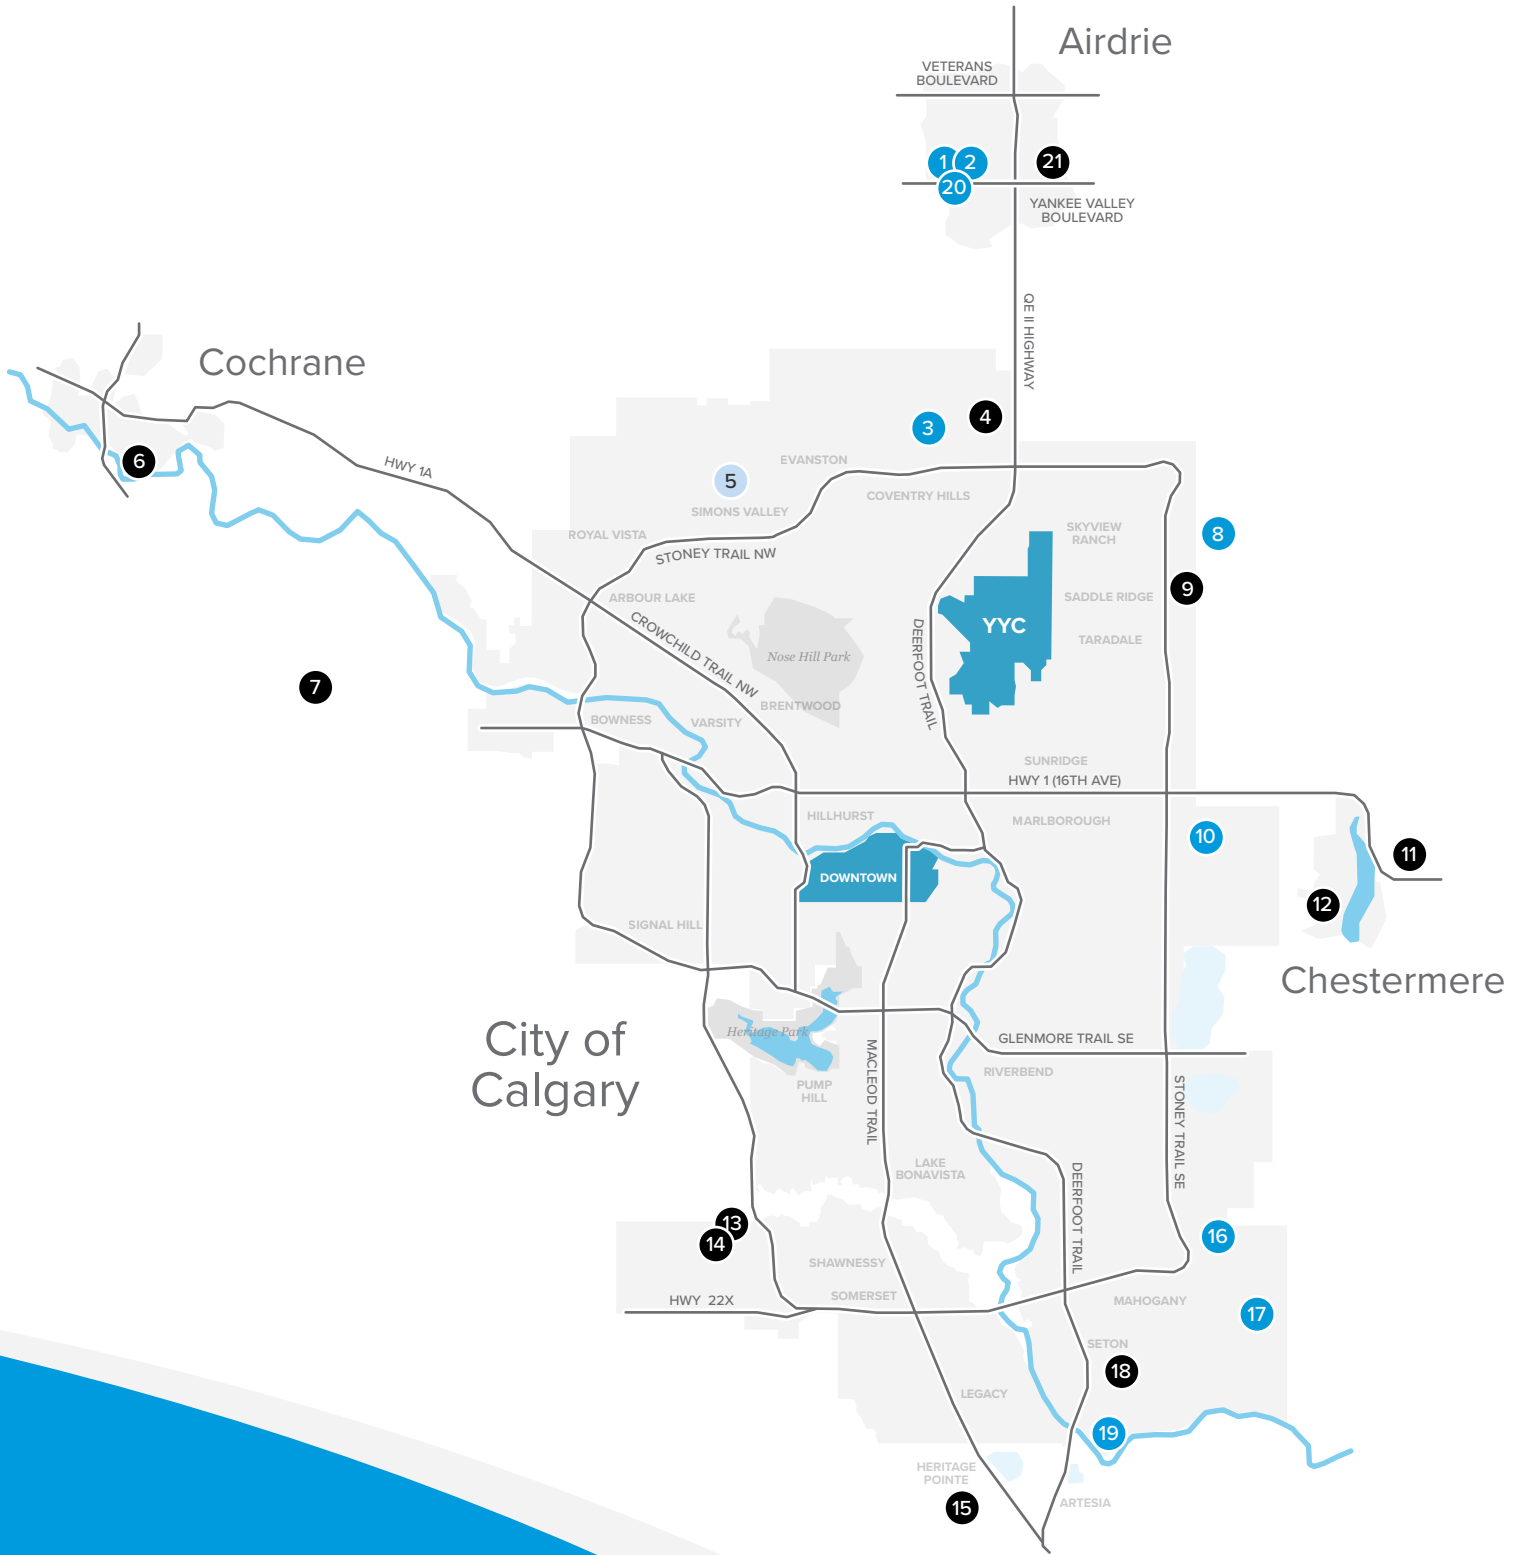 Airdrie
VETERANS
BOULEVARD
1
2
21
20
YANKEE VALLEY
BOULEVARD
QE II HIGHWAY
Cochrane
6
HWY 1A
3
4
EVANSTON
5
COVENTRY HILLS
SIMONS VALLEY
ROYAL VISTA
STONEY TRAIL NW
SKYVIEW
RANCH
8
9
ARBOUR LAKE
SADDLE RIDGE
CROWCHILD TRAIL NW
DEERFOOT TRAIL
YYC
TARADALE
Nose Hill Park
7
BRENTWOOD
BOWNESS
VARSITY
SUNRIDGE
HWY 1 (16TH AVE)
HILLHURST
MARLBOROUGH
10
11
DOWNTOWN
12
SIGNAL HILL
Chestermere
City of
Calgary
Heritage Park
GLENMORE TRAIL SE
MACLEOD TRAIL
RIVERBEND
PUMP
HILL
STONEY TRAIL SE
LAKE
BONAVISTA
DEERFOOT TRAIL
13
14
16
SHAWNESSY
SOMERSET
HWY 22X
MAHOGANY
17
SETON
18
LEGACY
19
HERITAGE
POINTE
15
ARTESIA